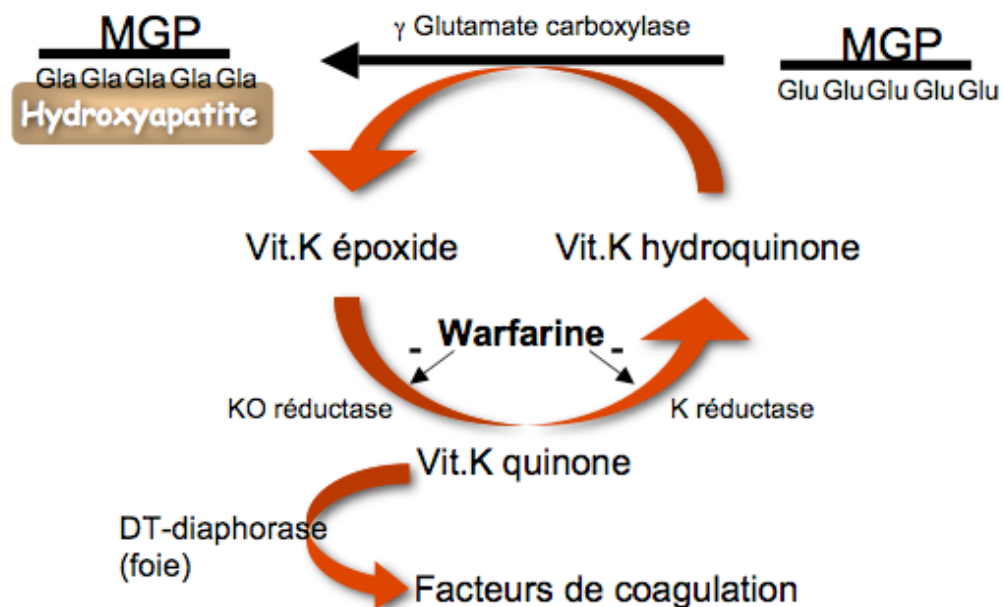 MGP
Gla Gla Gla Gla Gla
Hydroxyapatite
γ Glutamate carboxylase
MGP
Glu Glu Glu Glu Glu
Vit.K époxide
Vit.K hydroquinone
- Warfarine -
KO réductase
K réductase
Vit.K quinone
DT-diaphorase
(foie)
Facteurs de coagulation